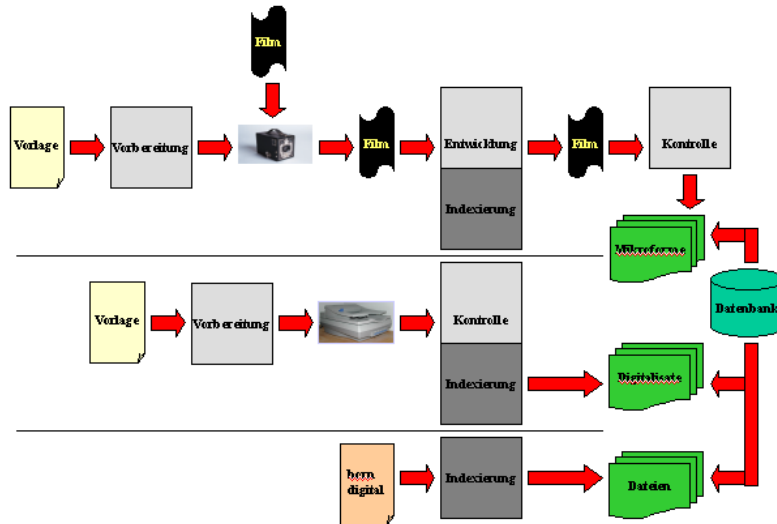 Film
Vorlage
Vorbereitung
Film
Entwicklung
Film
Kontrolle
Indexierung
Mikroforme
Vorlage
Vorbereitung
Kontrolle
Datenbank
Indexierung
Digitalisate
born
digital
Indexierung
Dateien